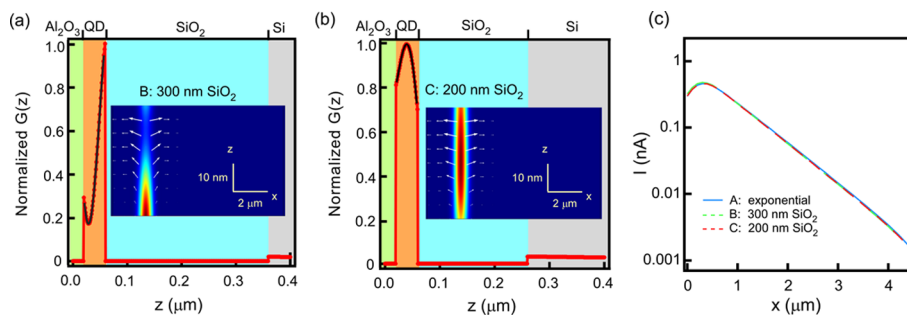 (a)
Al₂O₃ QD SiO₂ Si
Normalized G(z)
1.0
0.8
0.6
0.4
0.2
0
B: 300 nm SiO₂
z
10 nm
x
2 μm
0.0 0.1 0.2 0.3 0.4
z (μm)
(b)
Al₂O₃ QD SiO₂ Si
Normalized G(z)
1.0
0.8
0.6
0.4
0.2
0
C: 200 nm SiO₂
z
10 nm
x
2 μm
0.0 0.1 0.2 0.3 0.4
z (μm)
(c)
I (nA)
0.1
0.01
0.001
A: exponential
B: 300 nm SiO₂
C: 200 nm SiO₂
0 1 2 3 4
x (μm)